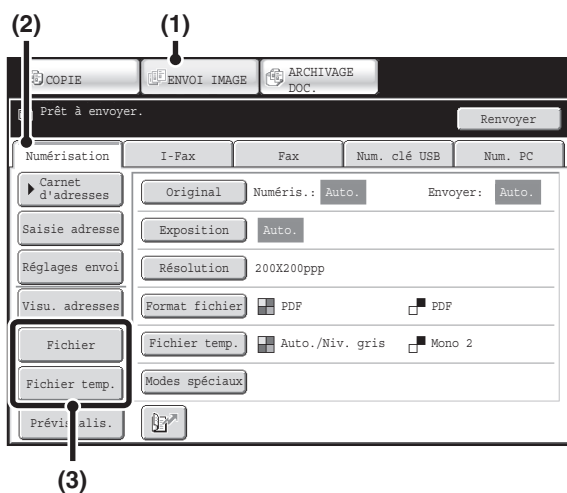 (2) (1)
COPIE ENVOI IMAGE ARCHIVAGE
DOC.
Prêt à envoyer.
Renvoyer
Numérisation I-Fax Fax Num. clé USB Num. PC
Carnet
d'adresses
Original Numéris.: Auto. Envoyer: Auto.
Saisie adresse Exposition Auto.
Réglages envoi Résolution 200X200ppp
Visu. adresses Format fichier PDF PDF
Fichier Fichier temp. Auto./Niv. gris Mono 2
Fichier temp. Modes spéciaux
Prévisualis.
(3)